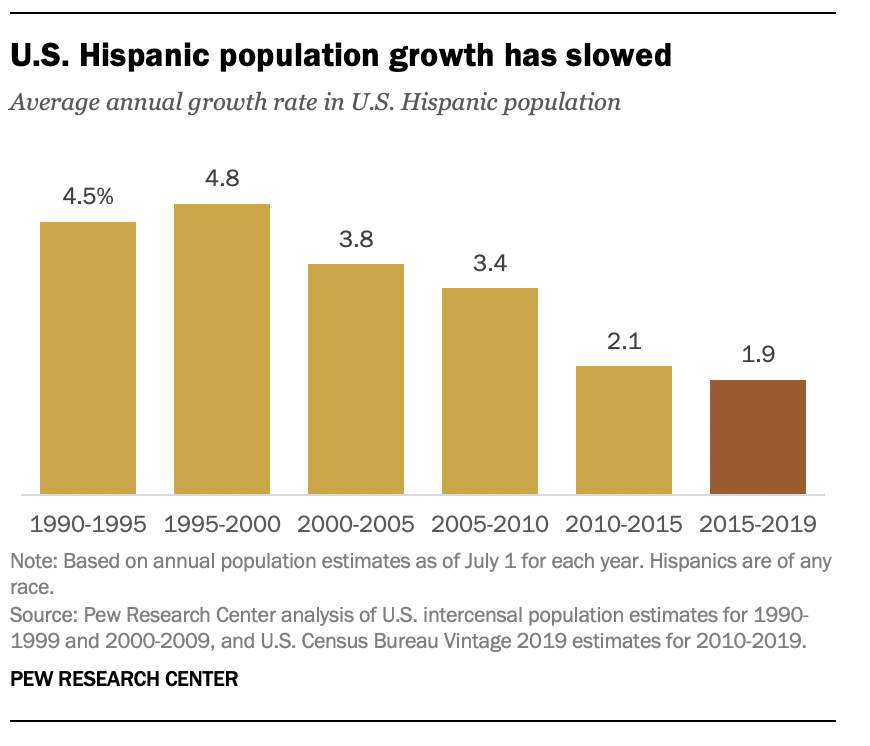 U.S. Hispanic population growth has slowed
Average annual growth rate in U.S. Hispanic population
4.5%
4.8
3.8
3.4
2.1
1.9
1990-1995 1995-2000 2000-2005 2005-2010 2010-2015 2015-2019
Note: Based on annual population estimates as of July 1 for each year. Hispanics are of any
race.
Source: Pew Research Center analysis of U.S. intercensal population estimates for 1990-
1999 and 2000-2009, and U.S. Census Bureau Vintage 2019 estimates for 2010-2019.
PEW RESEARCH CENTER